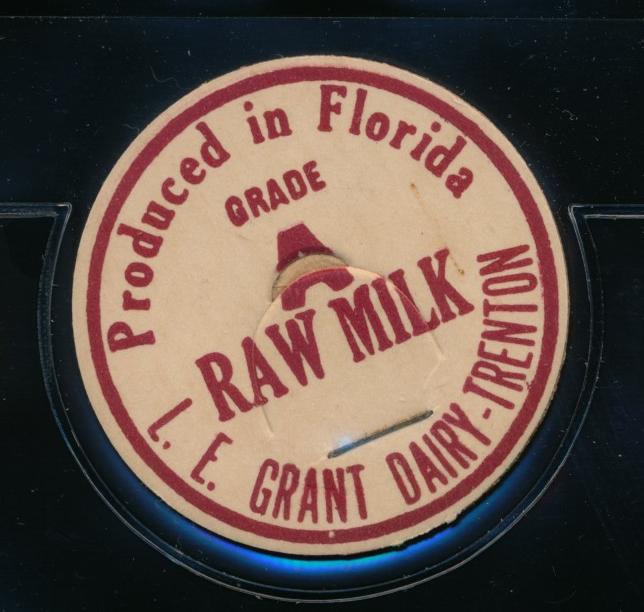 Produced in Florida
GRADE
A
RAW MILK
L. E. GRANT DAIRY-TRENTON